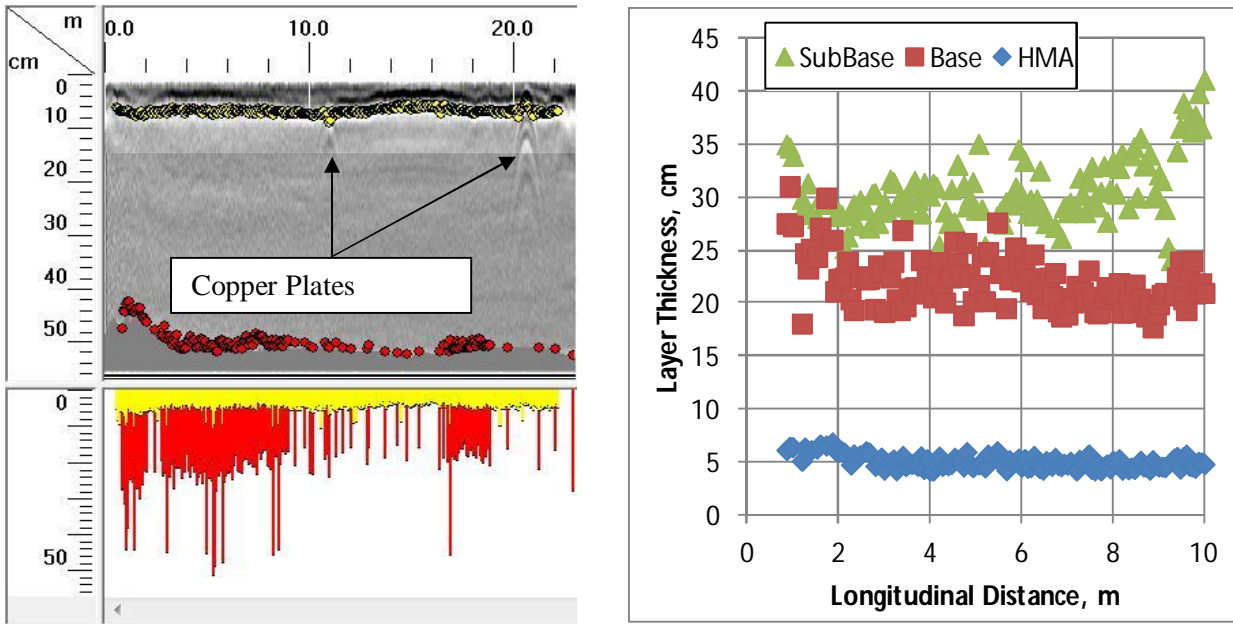 m
cm
0.0 10.0 20.0
0
10
20
30
40
50
Copper Plates
0
50
SubBase Base HMA
Layer Thickness, cm
45
40
35
30
25
20
15
10
5
0
0 2 4 6 8 10
Longitudinal Distance, m